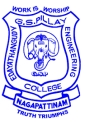 WORK IS WORSHIP
E.G.S.PILLAY
ENGINEERING
COLLEGE
NAGAPATTINAM
TRUTH TRIUMPHS